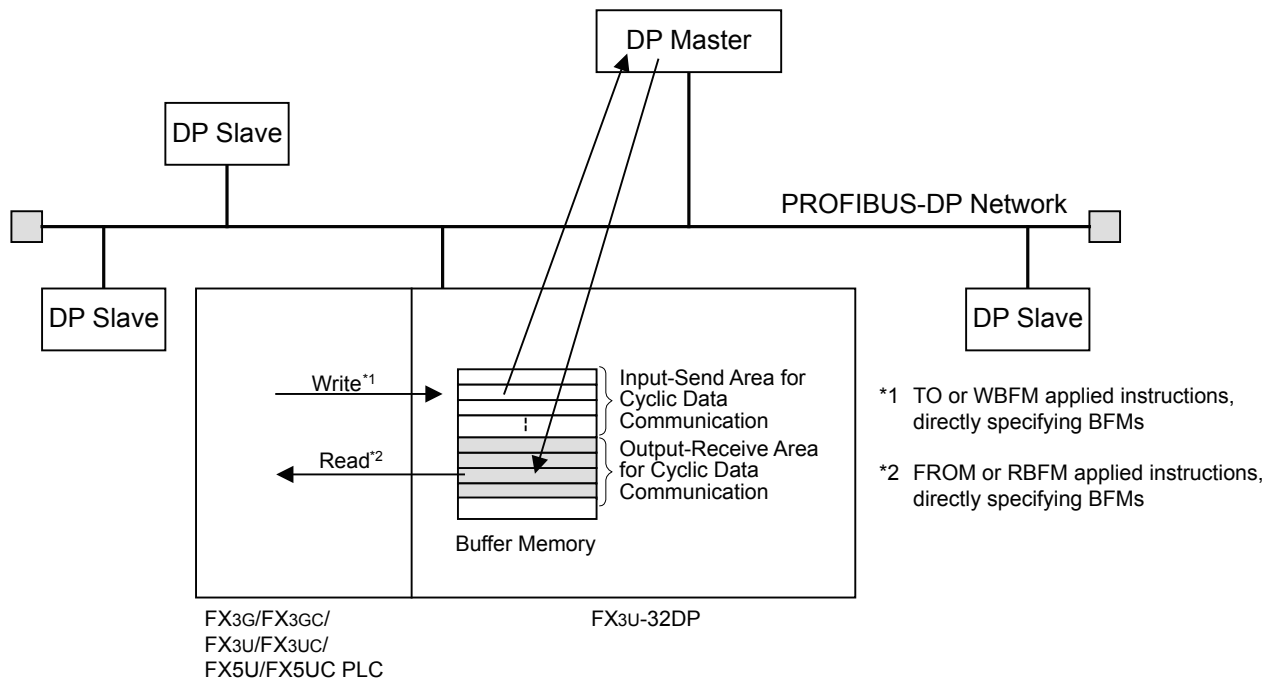 DP Master
DP Slave
PROFIBUS-DP Network
DP Slave
DP Slave
Write*1
Read*2
Input-Send Area for
Cyclic Data
Communication
Output-Receive Area
for Cyclic Data
Communication
Buffer Memory
*1 TO or WBFM applied instructions,
directly specifying BFMs
*2 FROM or RBFM applied instructions,
directly specifying BFMs
FX3G/FX3GC/
FX3U/FX3UC/
FX5U/FX5UC PLC
FX3U-32DP